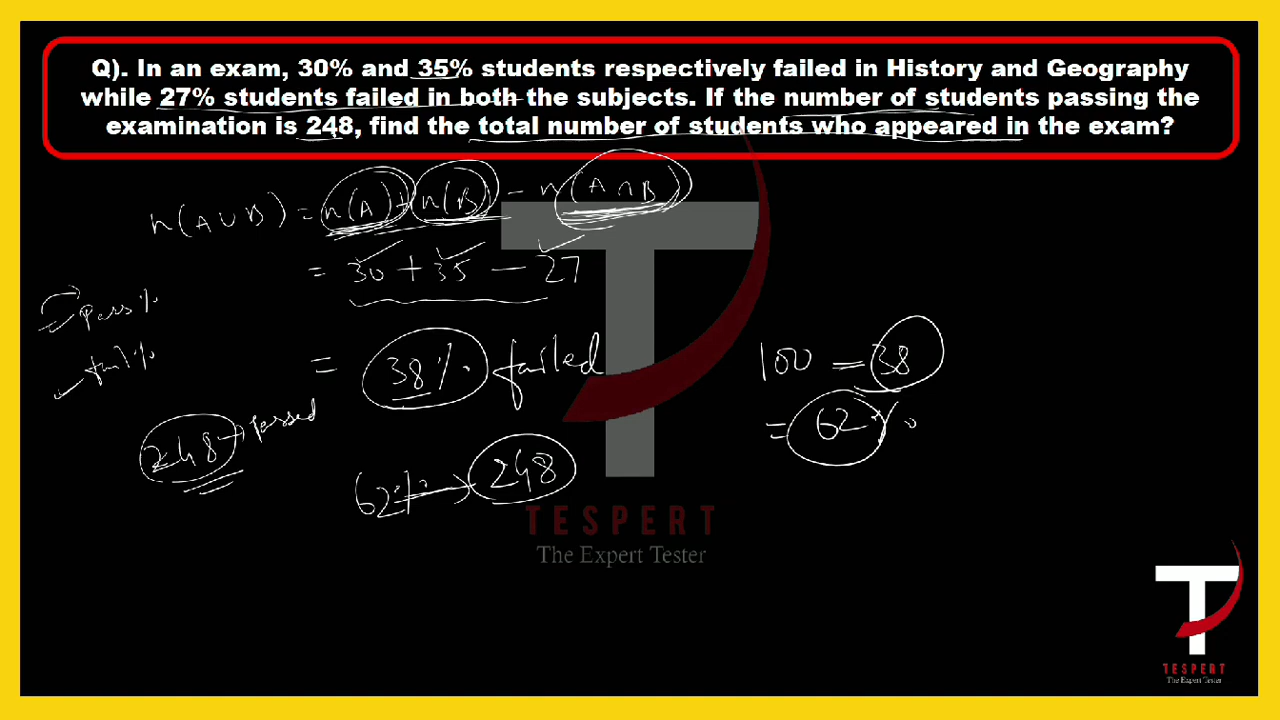 Q). In an exam, 30% and 35% students respectively failed in History and Geography
while 27% students failed in both the subjects. If the number of students passing the
examination is 248, find the total number of students who appeared in the exam?
n(A∪B) = n(A) + n(B) - n(A∩B)
= 30 + 35 - 27
Pass %
fail %
= 38 % failed
100 = 38
= 62 %
248 → passed
62% → 248
TESPERT
The Expert Tester
TESPERT
The Expert Tester